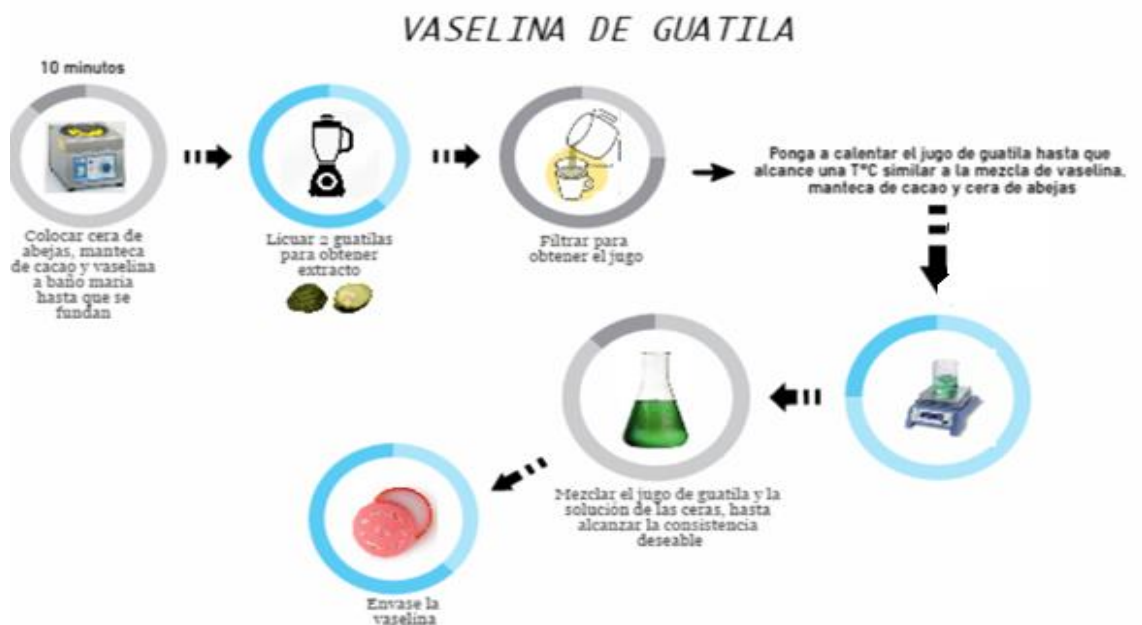 VASELINA DE GUATILA
10 minutos
Colocar cera de
abejas, manteca
de cacao y vaselina
a baño maria
hasta que se
fundan
Licuar 2 guatilas
para obtener
extracto
Filtrar para
obtener el jugo
Ponga a calentar el jugo de guatila hasta que
alcance una T°C similar a la mezcla de vaselina,
manteca de cacao y cera de abejas
Mezclar el jugo de guatila y la
solución de las ceras, hasta
alcanzar la consistencia
deseable
Envase la
vaselina